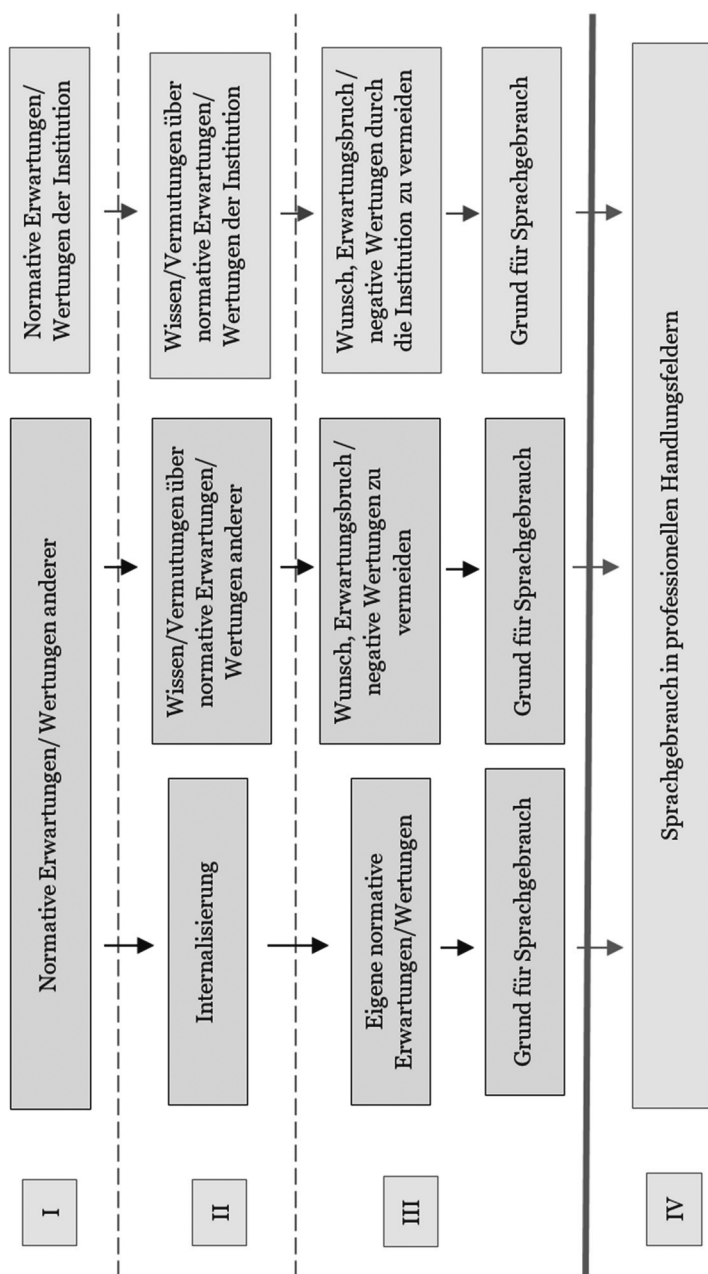 I
Normative Erwartungen/ Wertungen anderer
Normative Erwartungen/
Wertungen der Institution
II
Internalisierung
Wissen/Vermutungen über
normative Erwartungen/
Wertungen anderer
Wissen/Vermutungen über
normative Erwartungen/
Wertungen der Institution
III
Eigene normative
Erwartungen/Wertungen
Wunsch, Erwartungsbruch /
negative Wertungen zu
vermeiden
Wunsch, Erwartungsbruch /
negative Wertungen durch
die Institution zu vermeiden
Grund für Sprachgebrauch
Grund für Sprachgebrauch
Grund für Sprachgebrauch
IV
Sprachgebrauch in professionellen Handlungsfeldern